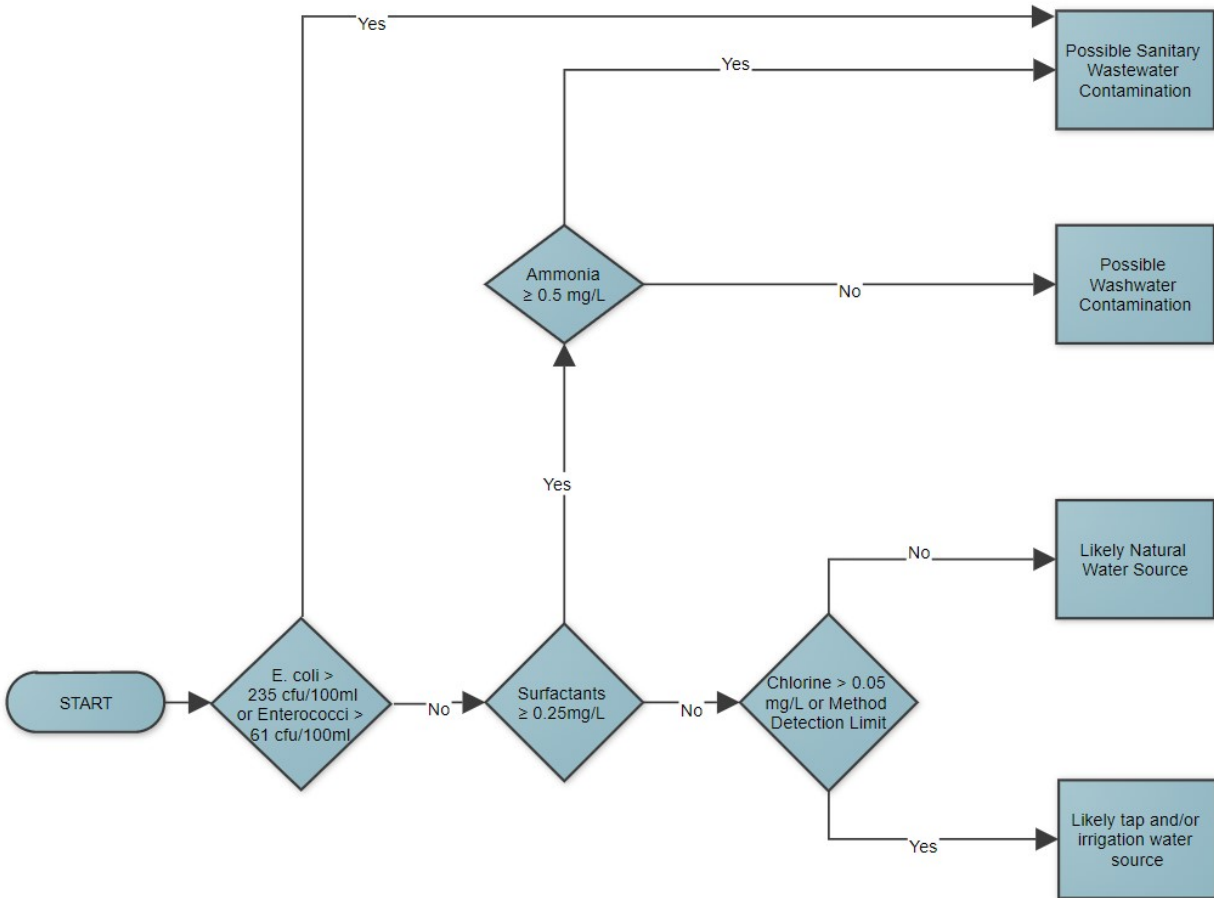 Yes
Possible Sanitary
Wastewater
Contamination
Yes
Ammonia
≥ 0.5 mg/L
No
Possible
Washwater
Contamination
Yes
No
Likely Natural
Water Source
START
E. coli >
235 cfu/100ml
or Enterococci >
61 cfu/100ml
No
Surfactants
≥ 0.25mg/L
No
Chlorine > 0.05
mg/L or Method
Detection Limit
Yes
Likely tap and/or
irrigation water
source